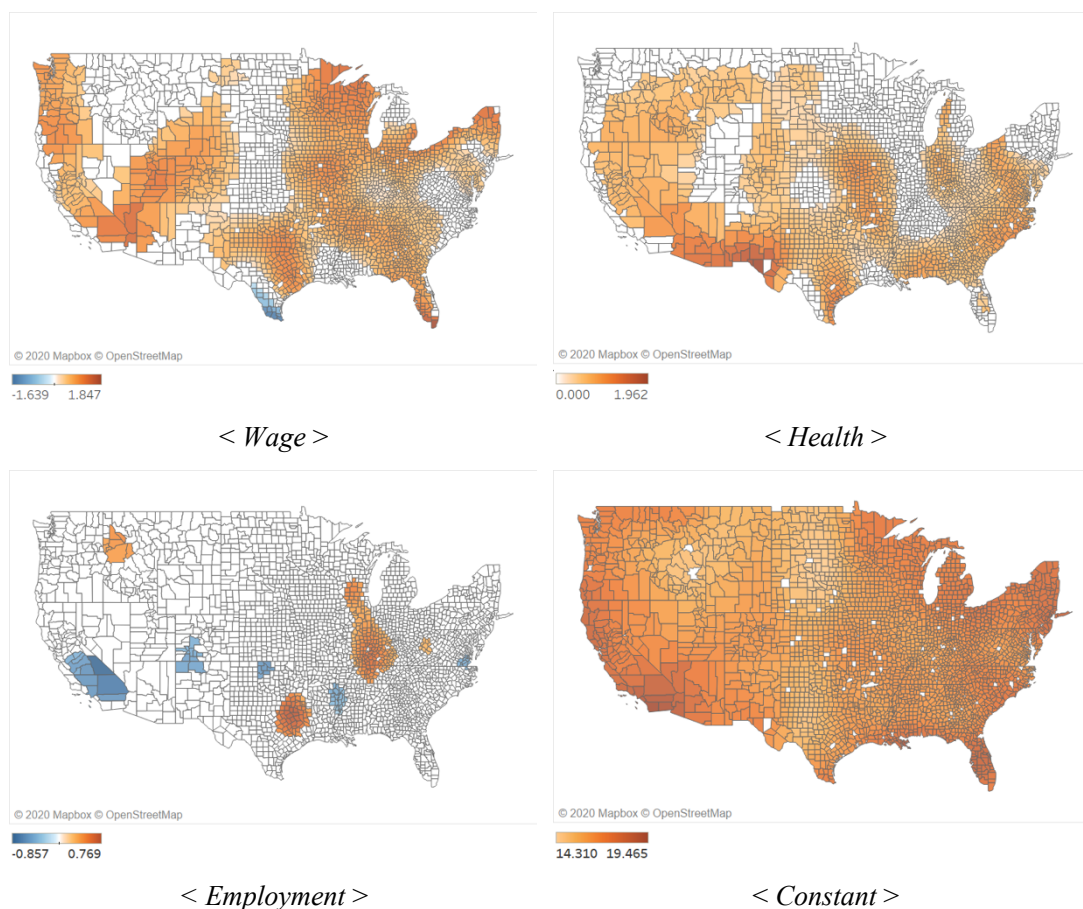 © 2020 Mapbox © OpenStreetMap
-1.639 1.847
< Wage >
© 2020 Mapbox © OpenStreetMap
0.000 1.962
< Health >
© 2020 Mapbox © OpenStreetMap
-0.857 0.769
< Employment >
© 2020 Mapbox © OpenStreetMap
14.310 19.465
< Constant >